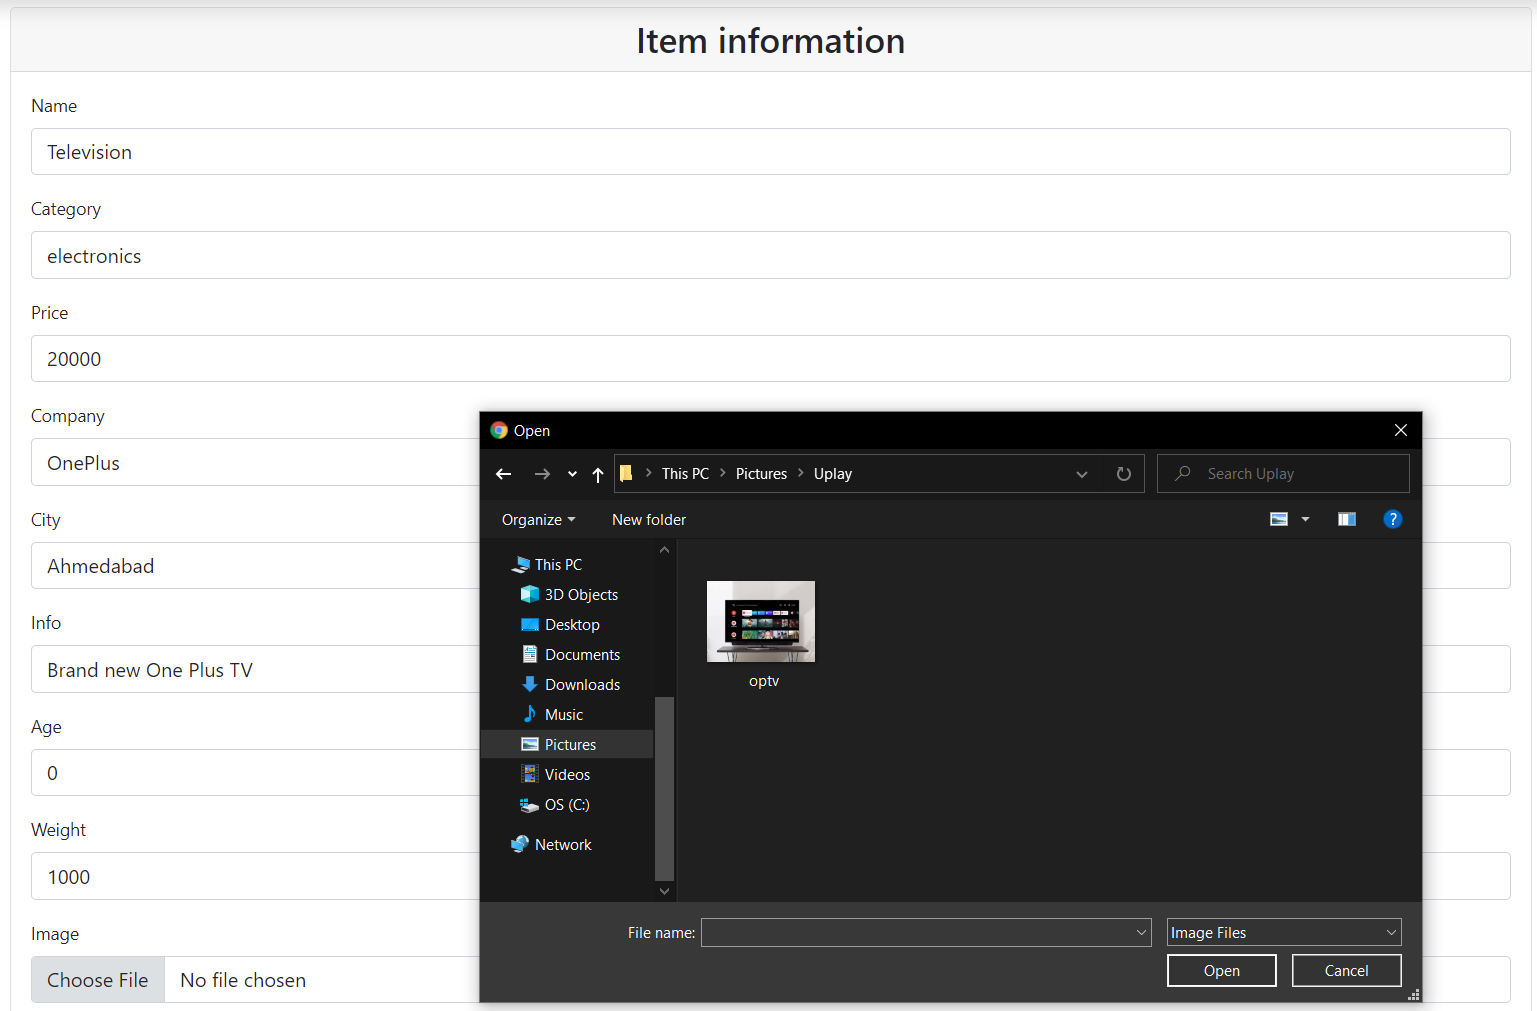 Item information
Name
Television
Category
electronics
Price
20000
Company
OnePlus
City
Ahmedabad
Info
Brand new One Plus TV
Age
0
Weight
1000
Image
Choose File No file chosen
Open
This PC Pictures Uplay Search Uplay
Organize New folder ?
This PC
3D Objects
Desktop
Documents
Downloads
Music
Pictures
Videos
OS (C:)
Network
optv
File name: Image Files
Open Cancel